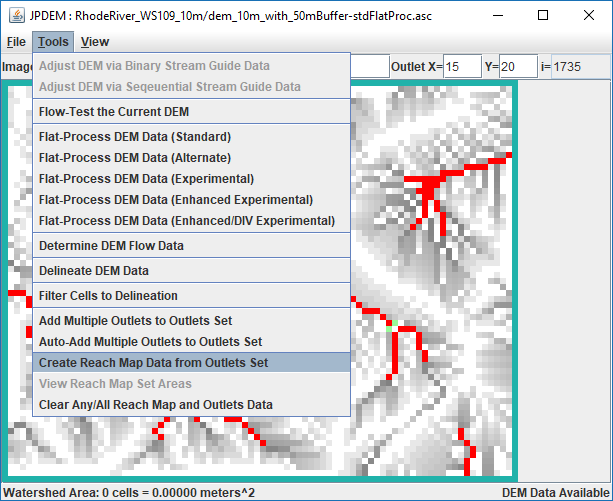 JPDEM: RhodeRiver_WS109_10m/dem_10m_with_50mBuffer-stdFlatProc.asc
File Tools View
Image Outlet X= 15 Y= 20 i= 1735
Adjust DEM via Binary Stream Guide Data
Adjust DEM via Seqeuential Stream Guide Data
Flow-Test the Current DEM
Flat-Process DEM Data (Standard)
Flat-Process DEM Data (Alternate)
Flat-Process DEM Data (Experimental)
Flat-Process DEM Data (Enhanced Experimental)
Flat-Process DEM Data (Enhanced/DIV Experimental)
Determine DEM Flow Data
Delineate DEM Data
Filter Cells to Delineation
Add Multiple Outlets to Outlets Set
Auto-Add Multiple Outlets to Outlets Set
Create Reach Map Data from Outlets Set
View Reach Map Set Areas
Clear Any/All Reach Map and Outlets Data
Watershed Area: 0 cells = 0.00000 meters^2 DEM Data Available